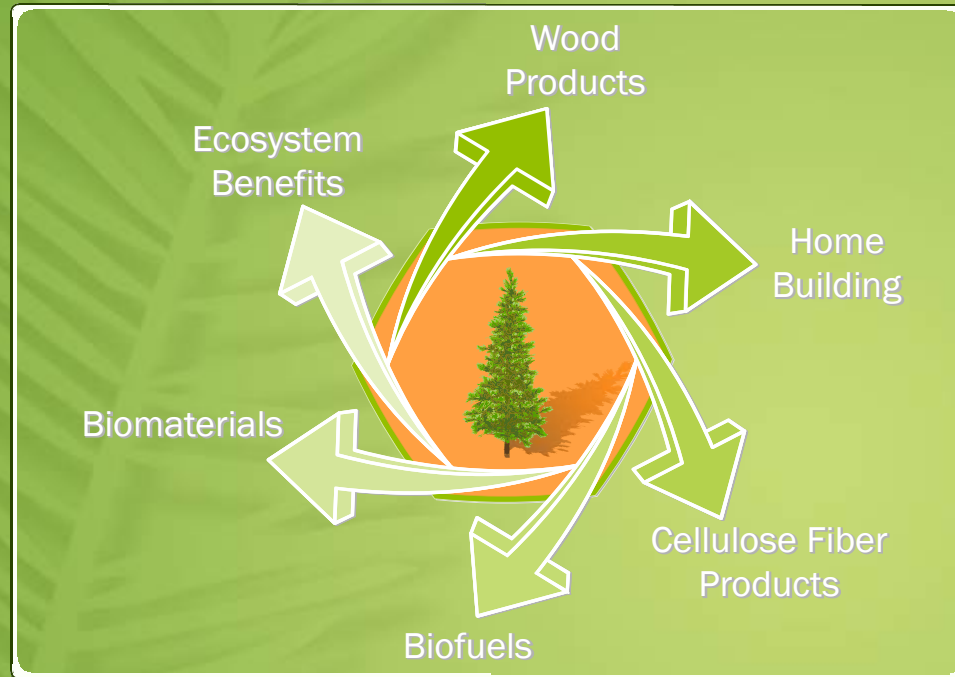 Wood
Products
Home
Building
Cellulose Fiber
Products
Biofuels
Biomaterials
Ecosystem
Benefits